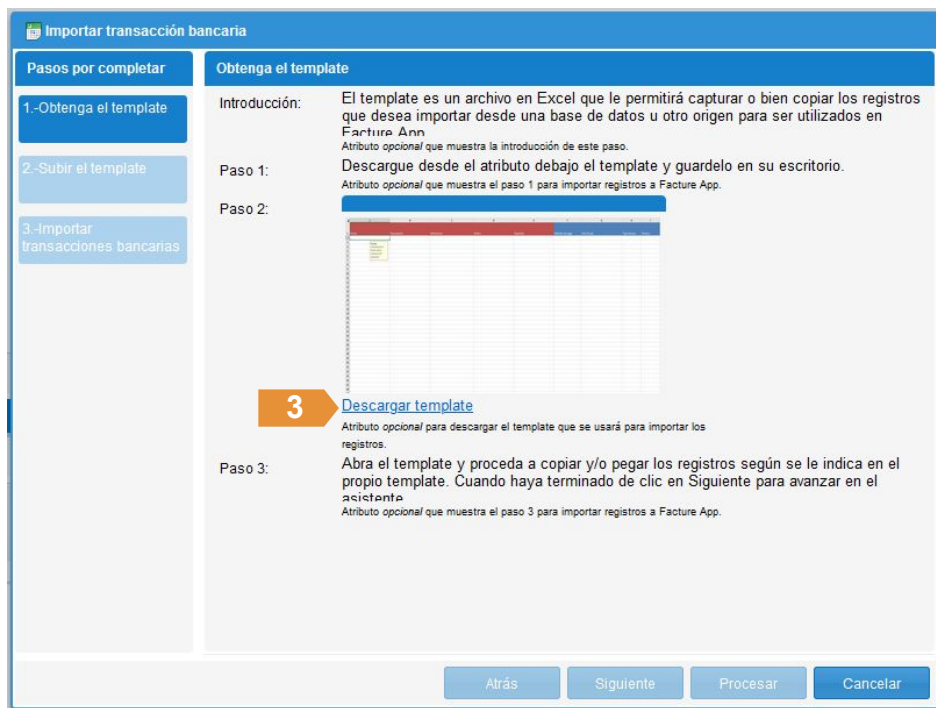 Importar transacción bancaria
Pasos por completar
Obtenga el template
1.-Obtenga el template
2.-Subir el template
3.-Importar
transacciones bancarias
Introducción:
El template es un archivo en Excel que le permitirá capturar o bien copiar los registros
que desea importar desde una base de datos u otro origen para ser utilizados en
Facture App
Atributo opcional que muestra la introducción de este paso.
Paso 1:
Descargue desde el atributo debajo el template y guardelo en su escritorio.
Atributo opcional que muestra el paso 1 para importar registros a Facture App.
Paso 2:
3
Descargar template
Atributo opcional para descargar el template que se usará para importar los
registros.
Paso 3:
Abra el template y proceda a copiar y/o pegar los registros según se le indica en el
propio template. Cuando haya terminado de clic en Siguiente para avanzar en el
asistente
Atributo opcional que muestra el paso 3 para importar registros a Facture App.
Atrás
Siguiente
Procesar
Cancelar